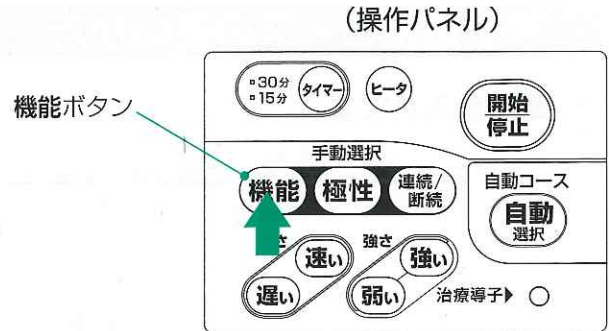 (操作パネル)
機能ボタン
30分
15分
タイマー
ヒータ
開始
停止
手動選択
機能
極性
連続/
断続
自動コース
自動
選択
さ
速い
遅い
強さ
強い
弱い
治療導子